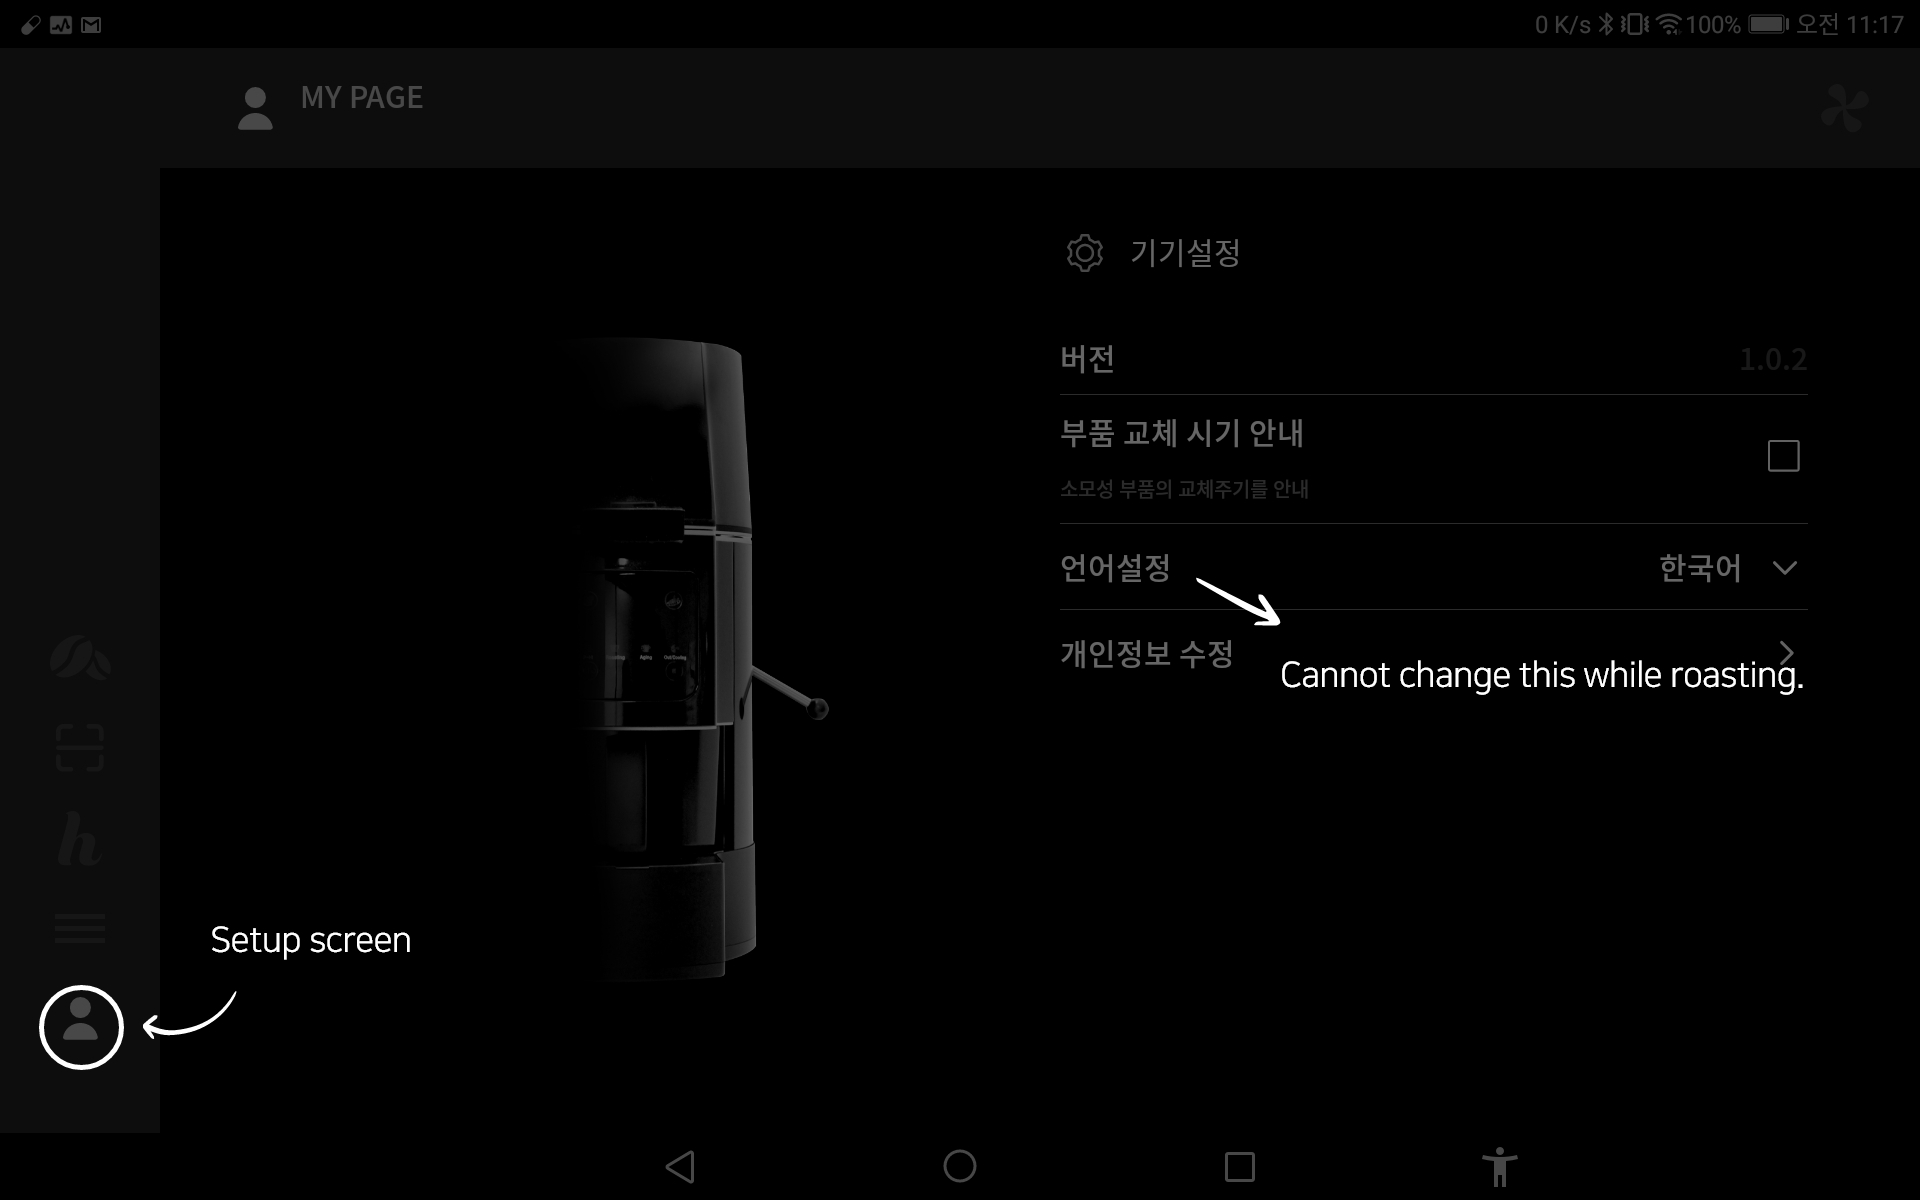 0 K/s 100% 오전 11:17
MY PAGE
기기설정
버전 1.0.2
부품 교체 시기 안내
소모성 부품의 교체주기를 안내
언어설정 한국어
개인정보 수정
Cannot change this while roasting.
Aging
h
Setup screen